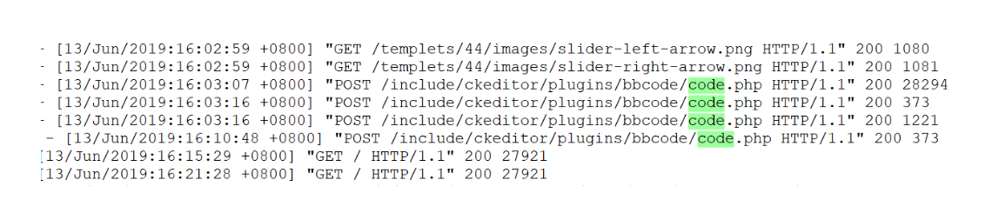 - [13/Jun/2019:16:02:59 +0800] "GET /templets/44/images/slider-left-arrow.png HTTP/1.1" 200 1080
- [13/Jun/2019:16:02:59 +0800] "GET /templets/44/images/slider-right-arrow.png HTTP/1.1" 200 1081
- [13/Jun/2019:16:03:07 +0800] "POST /include/ckeditor/plugins/bbcode/code.php HTTP/1.1" 200 28294
- [13/Jun/2019:16:03:16 +0800] "POST /include/ckeditor/plugins/bbcode/code.php HTTP/1.1" 200 373
- [13/Jun/2019:16:03:16 +0800] "POST /include/ckeditor/plugins/bbcode/code.php HTTP/1.1" 200 1221
- [13/Jun/2019:16:10:48 +0800] "POST /include/ckeditor/plugins/bbcode/code.php HTTP/1.1" 200 373
[13/Jun/2019:16:15:29 +0800] "GET / HTTP/1.1" 200 27921
[13/Jun/2019:16:21:28 +0800] "GET / HTTP/1.1" 200 27921